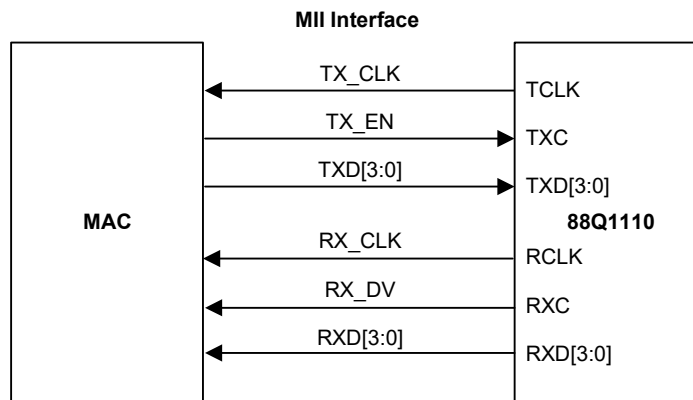 MII Interface
TX_CLK
TCLK
TX_EN
TXC
TXD[3:0]
TXD[3:0]
MAC
88Q1110
RX_CLK
RCLK
RX_DV
RXC
RXD[3:0]
RXD[3:0]